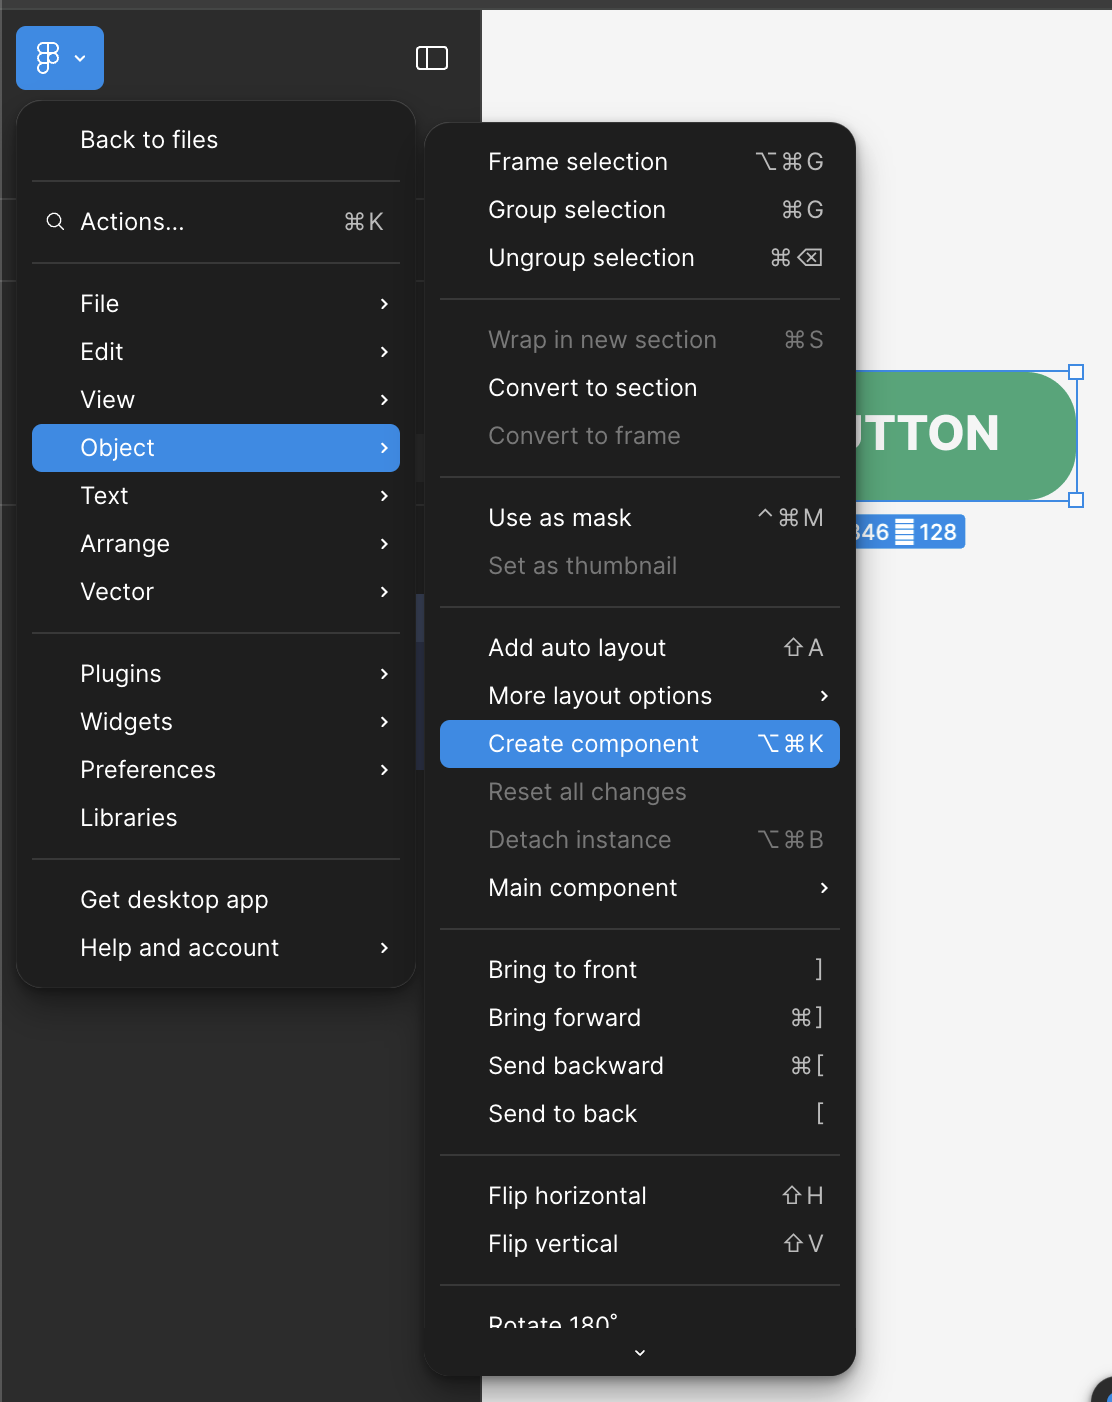 Back to files
Actions... ⌘K
File
Edit
View
Object
Text
Arrange
Vector
Plugins
Widgets
Preferences
Libraries
Get desktop app
Help and account
Frame selection ⌥⌘G
Group selection ⌘G
Ungroup selection ⌘⌫
Wrap in new section ⌘S
Convert to section
Convert to frame
Use as mask ^⌘M
Set as thumbnail
Add auto layout ⇧A
More layout options
Create component ⌥⌘K
Reset all changes
Detach instance ⌥⌘B
Main component
Bring to front ]
Bring forward ⌘]
Send backward ⌘[
Send to back [
Flip horizontal ⇧H
Flip vertical ⇧V
Rotate 180°
UTTON
346 128